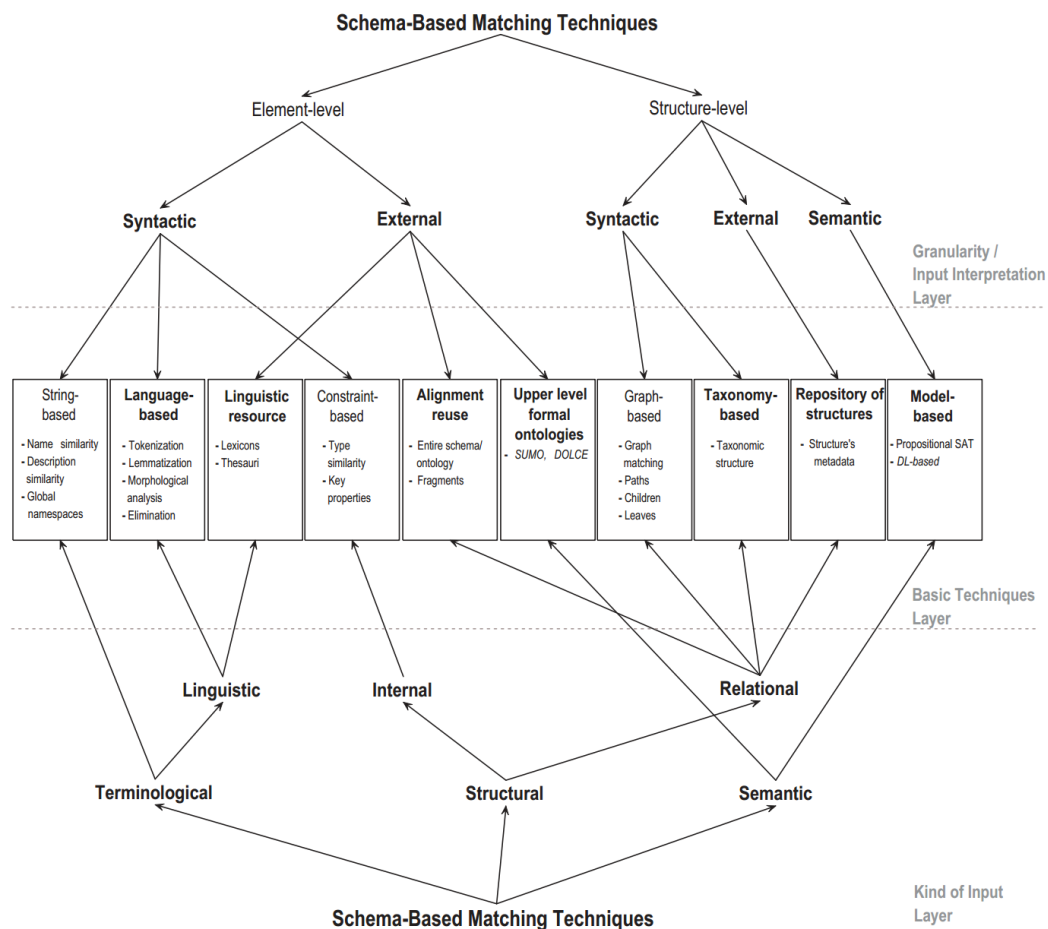 Schema-Based Matching Techniques
Element-level
Structure-level
Syntactic
External
Syntactic
External
Semantic
Granularity /
Input Interpretation
Layer
String-
based
- Name similarity
- Description
similarity
- Global
namespaces
Language-
based
- Tokenization
- Lemmatization
- Morphological
analysis
- Elimination
Linguistic
resource
- Lexicons
- Thesauri
Constraint-
based
- Type
similarity
- Key
properties
Alignment
reuse
- Entire schema/
ontology
- Fragments
Upper level
formal
ontologies
- SUMO, DOLCE
Graph-
based
- Graph
matching
- Paths
- Children
- Leaves
Taxonomy-
based
- Taxonomic
structure
Repository of
structures
- Structure's
metadata
Model-
based
- Propositional SAT
- DL-based
Basic Techniques
Layer
Linguistic
Internal
Relational
Terminological
Structural
Semantic
Kind of Input
Layer
Schema-Based Matching Techniques